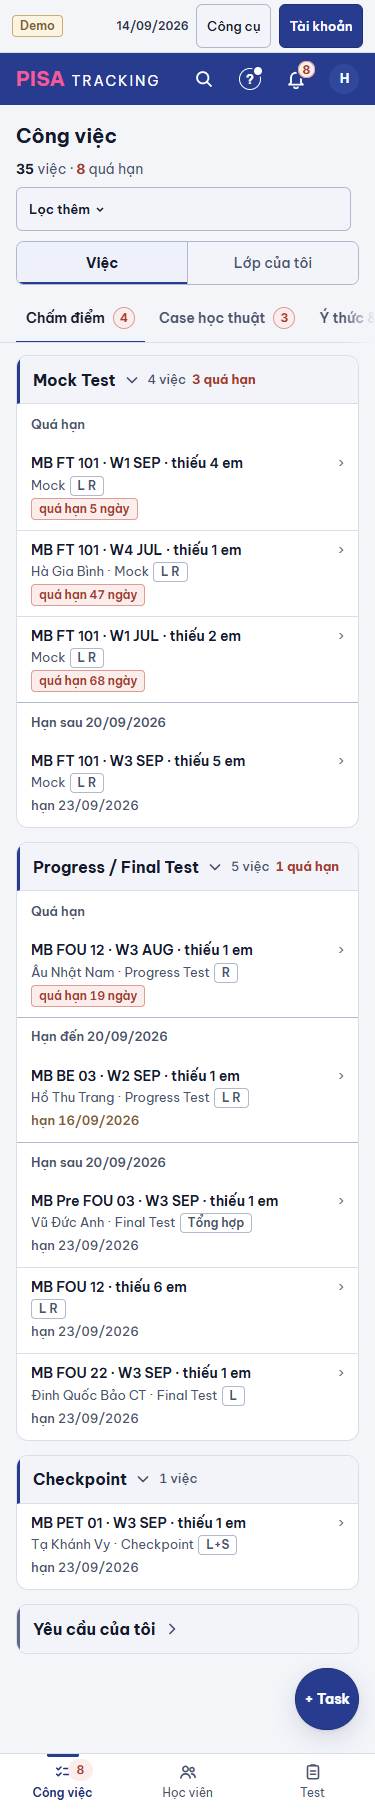 Demo 14/09/2026 Công cụ Tài khoản
PISA TRACKING ? 8 H
Công việc
35 việc · 8 quá hạn
Lọc thêm
Việc Lớp của tôi
Chấm điểm 4 Case học thuật 3 Ý thức
Mock Test 4 việc 3 quá hạn
Quá hạn
MB FT 101 · W1 SEP · thiếu 4 em
Mock L R
quá hạn 5 ngày
MB FT 101 · W4 JUL · thiếu 1 em
Hà Gia Bình · Mock L R
quá hạn 47 ngày
MB FT 101 · W1 JUL · thiếu 2 em
Mock L R
quá hạn 68 ngày
Hạn sau 20/09/2026
MB FT 101 · W3 SEP · thiếu 5 em
Mock L R
hạn 23/09/2026
Progress / Final Test 5 việc 1 quá hạn
Quá hạn
MB FOU 12 · W3 AUG · thiếu 1 em
Âu Nhật Nam · Progress Test R
quá hạn 19 ngày
Hạn đến 20/09/2026
MB BE 03 · W2 SEP · thiếu 1 em
Hồ Thu Trang · Progress Test L R
hạn 16/09/2026
Hạn sau 20/09/2026
MB Pre FOU 03 · W3 SEP · thiếu 1 em
Vũ Đức Anh · Final Test Tổng hợp
hạn 23/09/2026
MB FOU 12 · thiếu 6 em
L R
hạn 23/09/2026
MB FOU 22 · W3 SEP · thiếu 1 em
Đinh Quốc Bảo CT · Final Test L
hạn 23/09/2026
Checkpoint 1 việc
MB PET 01 · W3 SEP · thiếu 1 em
Tạ Khánh Vy · Checkpoint L+S
hạn 23/09/2026
Yêu cầu của tôi
+ Task
8
Công việc Học viên Test